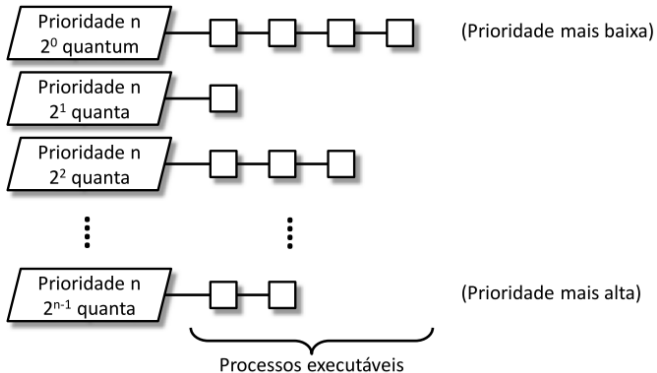 Prioridade n
2⁰ quantum
(Prioridade mais baixa)
Prioridade n
2¹ quanta
Prioridade n
2² quanta
Prioridade n
2ⁿ⁻¹ quanta
(Prioridade mais alta)
Processos executáveis